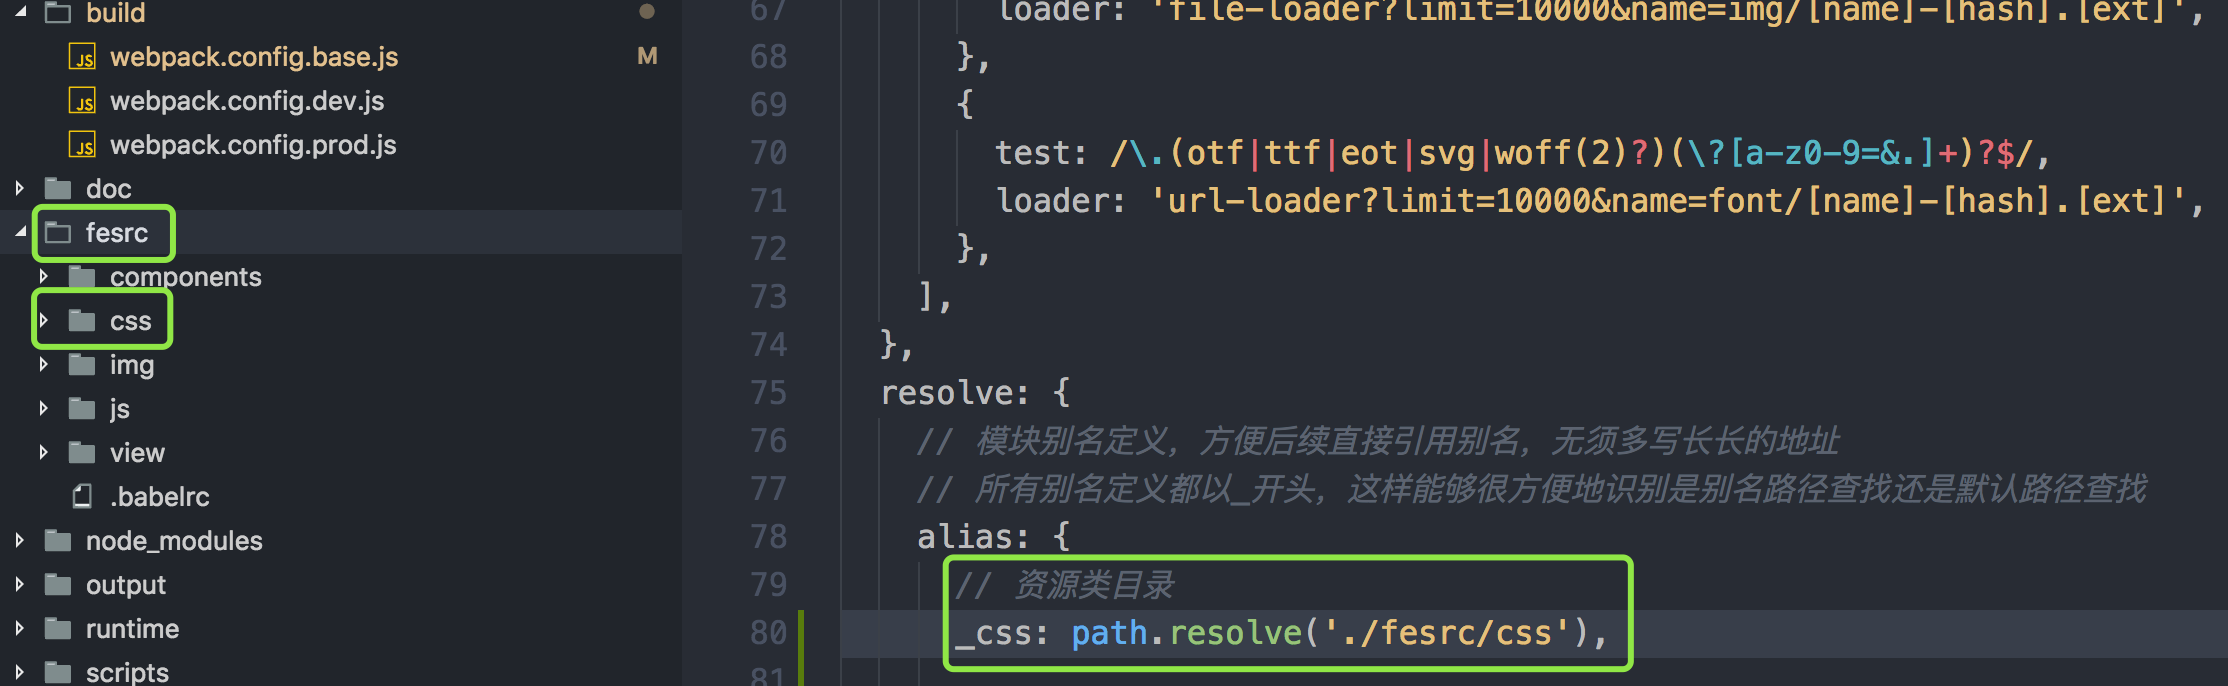 build
webpack.config.base.js M
webpack.config.dev.js
webpack.config.prod.js
doc
fesrc
components
css
img
js
view
.babelrc
node_modules
output
runtime
scripts
67 loader: 'file-loader?limit=10000&name=img/[name]-[hash].[ext]',
68 },
69 {
70 test: /\.(otf|ttf|eot|svg|woff(2)?)(\?[a-z0-9=&.]+)?$/,
71 loader: 'url-loader?limit=10000&name=font/[name]-[hash].[ext]',
72 },
73 ],
74 },
75 resolve: {
76 // 模块别名定义，方便后续直接引用别名，无须多写长长的地址
77 // 所有别名定义都以_开头，这样能够很方便地识别是别名路径查找还是默认路径查找
78 alias: {
79 // 资源类目录
80 _css: path.resolve('./fesrc/css'),
81